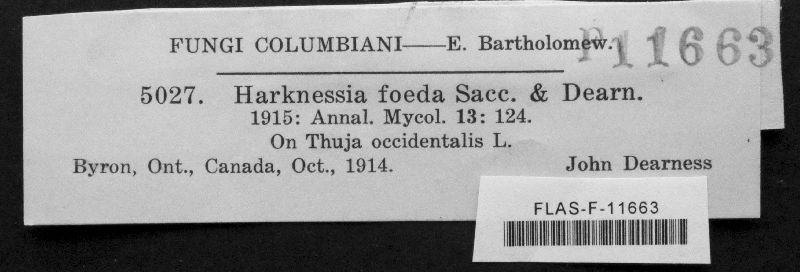 FUNGI COLUMBIANI—E. Bartholomew.
F11663
5027. Harknessia foeda Sacc. & Dearn.
1915: Annal. Mycol. 13: 124.
On Thuja occidentalis L.
Byron, Ont., Canada, Oct., 1914. John Dearness
FLAS-F-11663